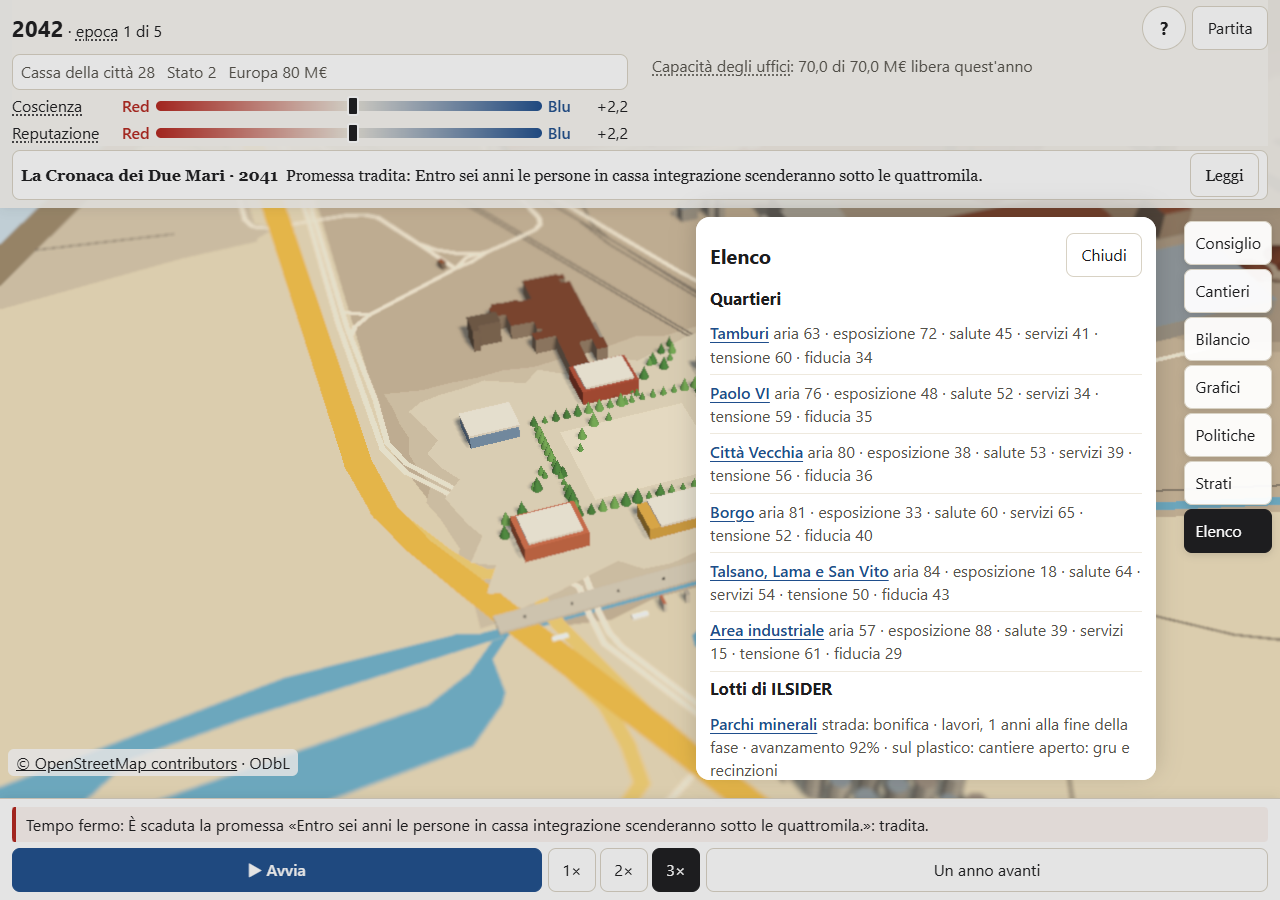 2042 · epoca 1 di 5
?
Partita
Cassa della città 28 Stato 2 Europa 80 M€
Capacità degli uffici: 70,0 di 70,0 M€ libera quest'anno
Coscienza Red Blu +2,2
Reputazione Red Blu +2,2
La Cronaca dei Due Mari · 2041 Promessa tradita: Entro sei anni le persone in cassa integrazione scenderanno sotto le quattromila.
Leggi
Elenco
Chiudi
Quartieri
Tamburi aria 63 · esposizione 72 · salute 45 · servizi 41 ·
tensione 60 · fiducia 34
Paolo VI aria 76 · esposizione 48 · salute 52 · servizi 34 ·
tensione 59 · fiducia 35
Città Vecchia aria 80 · esposizione 38 · salute 53 · servizi 39 ·
tensione 56 · fiducia 36
Borgo aria 81 · esposizione 33 · salute 60 · servizi 65 ·
tensione 52 · fiducia 40
Talsano, Lama e San Vito aria 84 · esposizione 18 · salute 64 ·
servizi 54 · tensione 50 · fiducia 43
Area industriale aria 57 · esposizione 88 · salute 39 · servizi
15 · tensione 61 · fiducia 29
Lotti di ILSIDER
Parchi minerali strada: bonifica · lavori, 1 anni alla fine della
fase · avanzamento 92% · sul plastico: cantiere aperto: gru e
recinzioni
Consiglio
Cantieri
Bilancio
Grafici
Politiche
Strati
Elenco
© OpenStreetMap contributors · ODbL
Tempo fermo: È scaduta la promessa «Entro sei anni le persone in cassa integrazione scenderanno sotto le quattromila.»: tradita.
▶ Avvia
1×
2×
3×
Un anno avanti